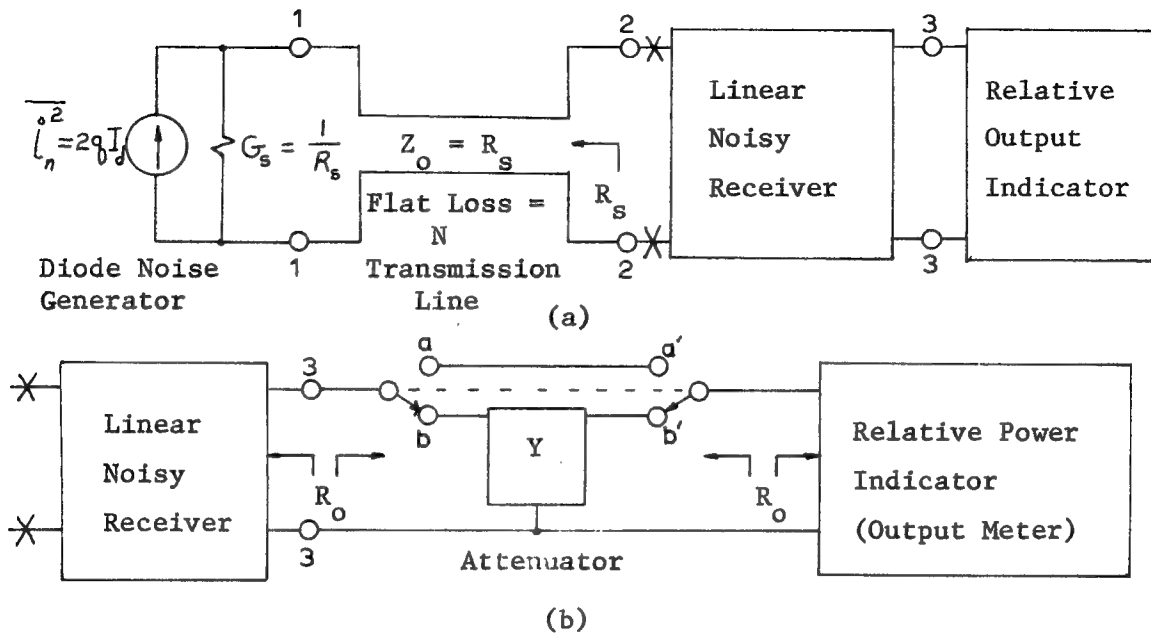 1
2
3
i_n^2 = 2qI_d
G_s = 1/R_s
Z_o = R_s
R_s
Flat Loss =
N
1
2
3
Linear
Noisy
Receiver
Relative
Output
Indicator
Diode Noise
Generator
Transmission
Line
(a)
a
a'
3
b
b'
Y
Linear
Noisy
Receiver
R_o
R_o
3
Attenuator
Relative Power
Indicator
(Output Meter)
(b)